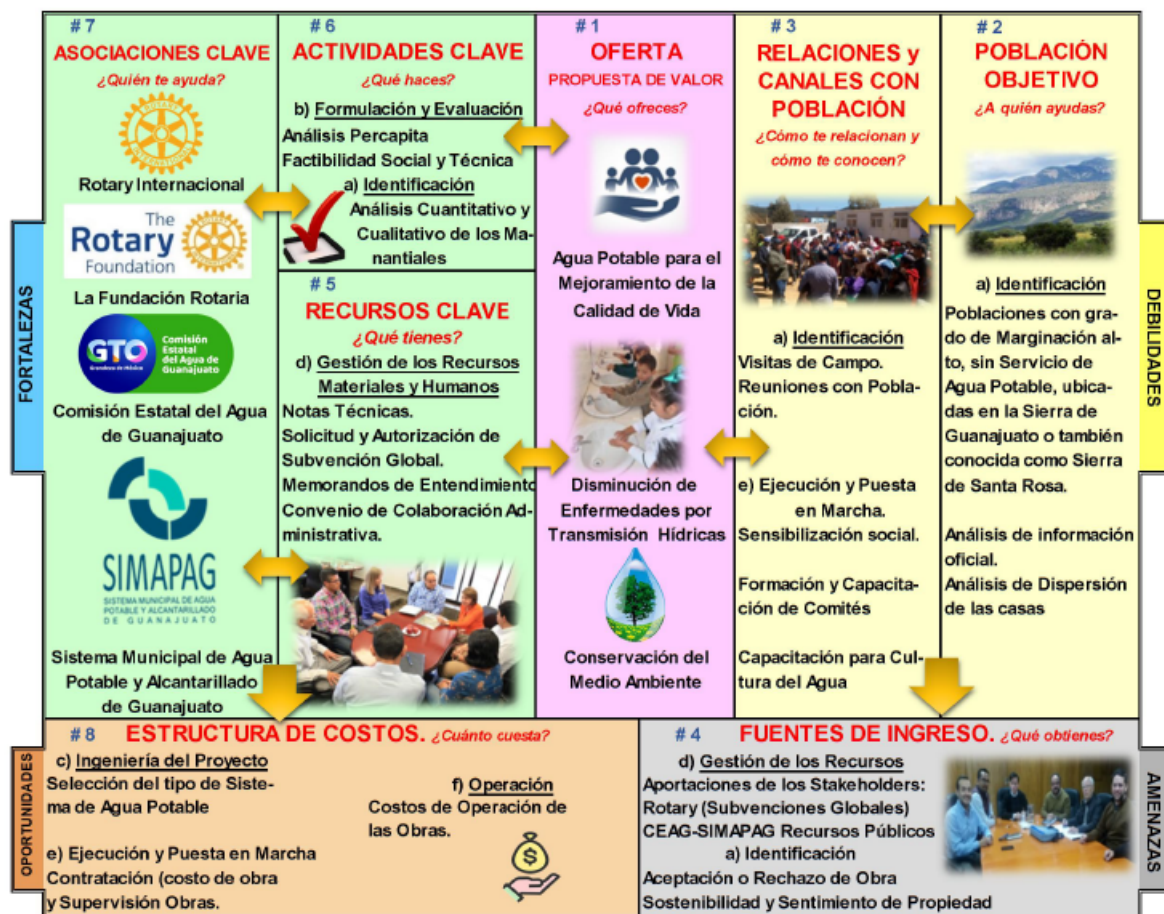 # 7
ASOCIACIONES CLAVE
¿Quién te ayuda?
ROTARY
INTERNATIONAL
Rotary Internacional
The
Rotary
Foundation
La Fundación Rotaria
GTO
Grandeza de México
Comisión
Estatal
del Agua de
Guanajuato
Comisión Estatal del Agua
de Guanajuato
SIMAPAG
SISTEMA MUNICIPAL DE AGUA
POTABLE Y ALCANTARILLADO
DE GUANAJUATO
Sistema Municipal de Agua
Potable y Alcantarillado
de Guanajuato
# 6
ACTIVIDADES CLAVE
¿Qué haces?
b) Formulación y Evaluación
Análisis Percapita
Factibilidad Social y Técnica
a) Identificación
Análisis Cuantitativo y
Cualitativo de los Ma-
nantiales
# 5
RECURSOS CLAVE
¿Qué tienes?
d) Gestión de los Recursos
Materiales y Humanos
Notas Técnicas.
Solicitud y Autorización de
Subvención Global.
Memorandos de Entendimiento
Convenio de Colaboración Ad-
ministrativa.
# 1
OFERTA
PROPUESTA DE VALOR
¿Qué ofreces?
Agua Potable para el
Mejoramiento de la
Calidad de Vida
Disminución de
Enfermedades por
Transmisión Hídricas
Conservación del
Medio Ambiente
# 3
RELACIONES y
CANALES CON
POBLACIÓN
¿Cómo te relacionan y
cómo te conocen?
a) Identificación
Visitas de Campo.
Reuniones con Pobla-
ción.
e) Ejecución y Puesta
en Marcha.
Sensibilización social.
Formación y Capacita-
ción de Comités
Capacitación para Cul-
tura del Agua
# 2
POBLACIÓN
OBJETIVO
¿A quién ayudas?
a) Identificación
Poblaciones con gra-
do de Marginación al-
to, sin Servicio de
Agua Potable, ubica-
das en la Sierra de
Guanajuato o también
conocida como Sierra
de Santa Rosa.
Análisis de información
oficial.
Análisis de Dispersión
de las casas
FORTALEZAS
DEBILIDADES
OPORTUNIDADES
AMENAZAS
# 8 ESTRUCTURA DE COSTOS. ¿Cuánto cuesta?
c) Ingeniería del Proyecto
Selección del tipo de Siste-
ma de Agua Potable
e) Ejecución y Puesta en Marcha
Contratación (costo de obra
y Supervisión Obras.
f) Operación
Costos de Operación de
las Obras.
$
# 4 FUENTES DE INGRESO. ¿Qué obtienes?
d) Gestión de los Recursos
Aportaciones de los Stakeholders:
Rotary (Subvenciones Globales)
CEAG-SIMAPAG Recursos Públicos
a) Identificación
Aceptación o Rechazo de Obra
Sostenibilidad y Sentimiento de Propiedad